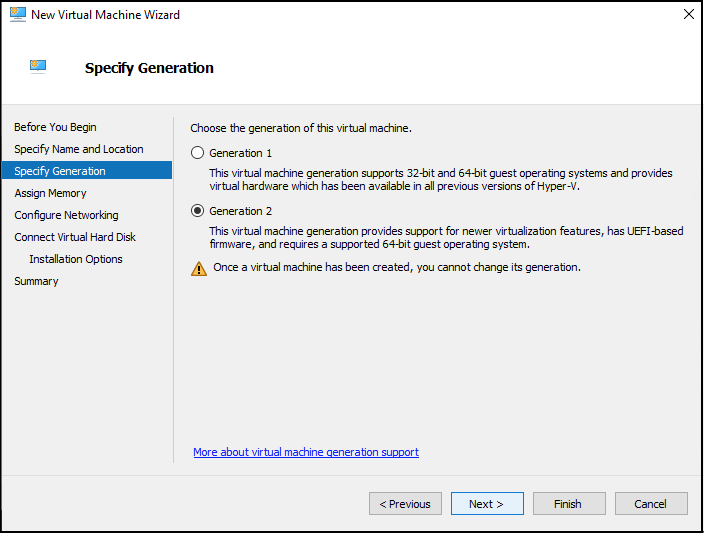 New Virtual Machine Wizard
Specify Generation
Before You Begin
Specify Name and Location
Specify Generation
Assign Memory
Configure Networking
Connect Virtual Hard Disk
Installation Options
Summary
Choose the generation of this virtual machine.
Generation 1
This virtual machine generation supports 32-bit and 64-bit guest operating systems and provides
virtual hardware which has been available in all previous versions of Hyper-V.
Generation 2
This virtual machine generation provides support for newer virtualization features, has UEFI-based
firmware, and requires a supported 64-bit guest operating system.
Once a virtual machine has been created, you cannot change its generation.
More about virtual machine generation support
< Previous
Next >
Finish
Cancel